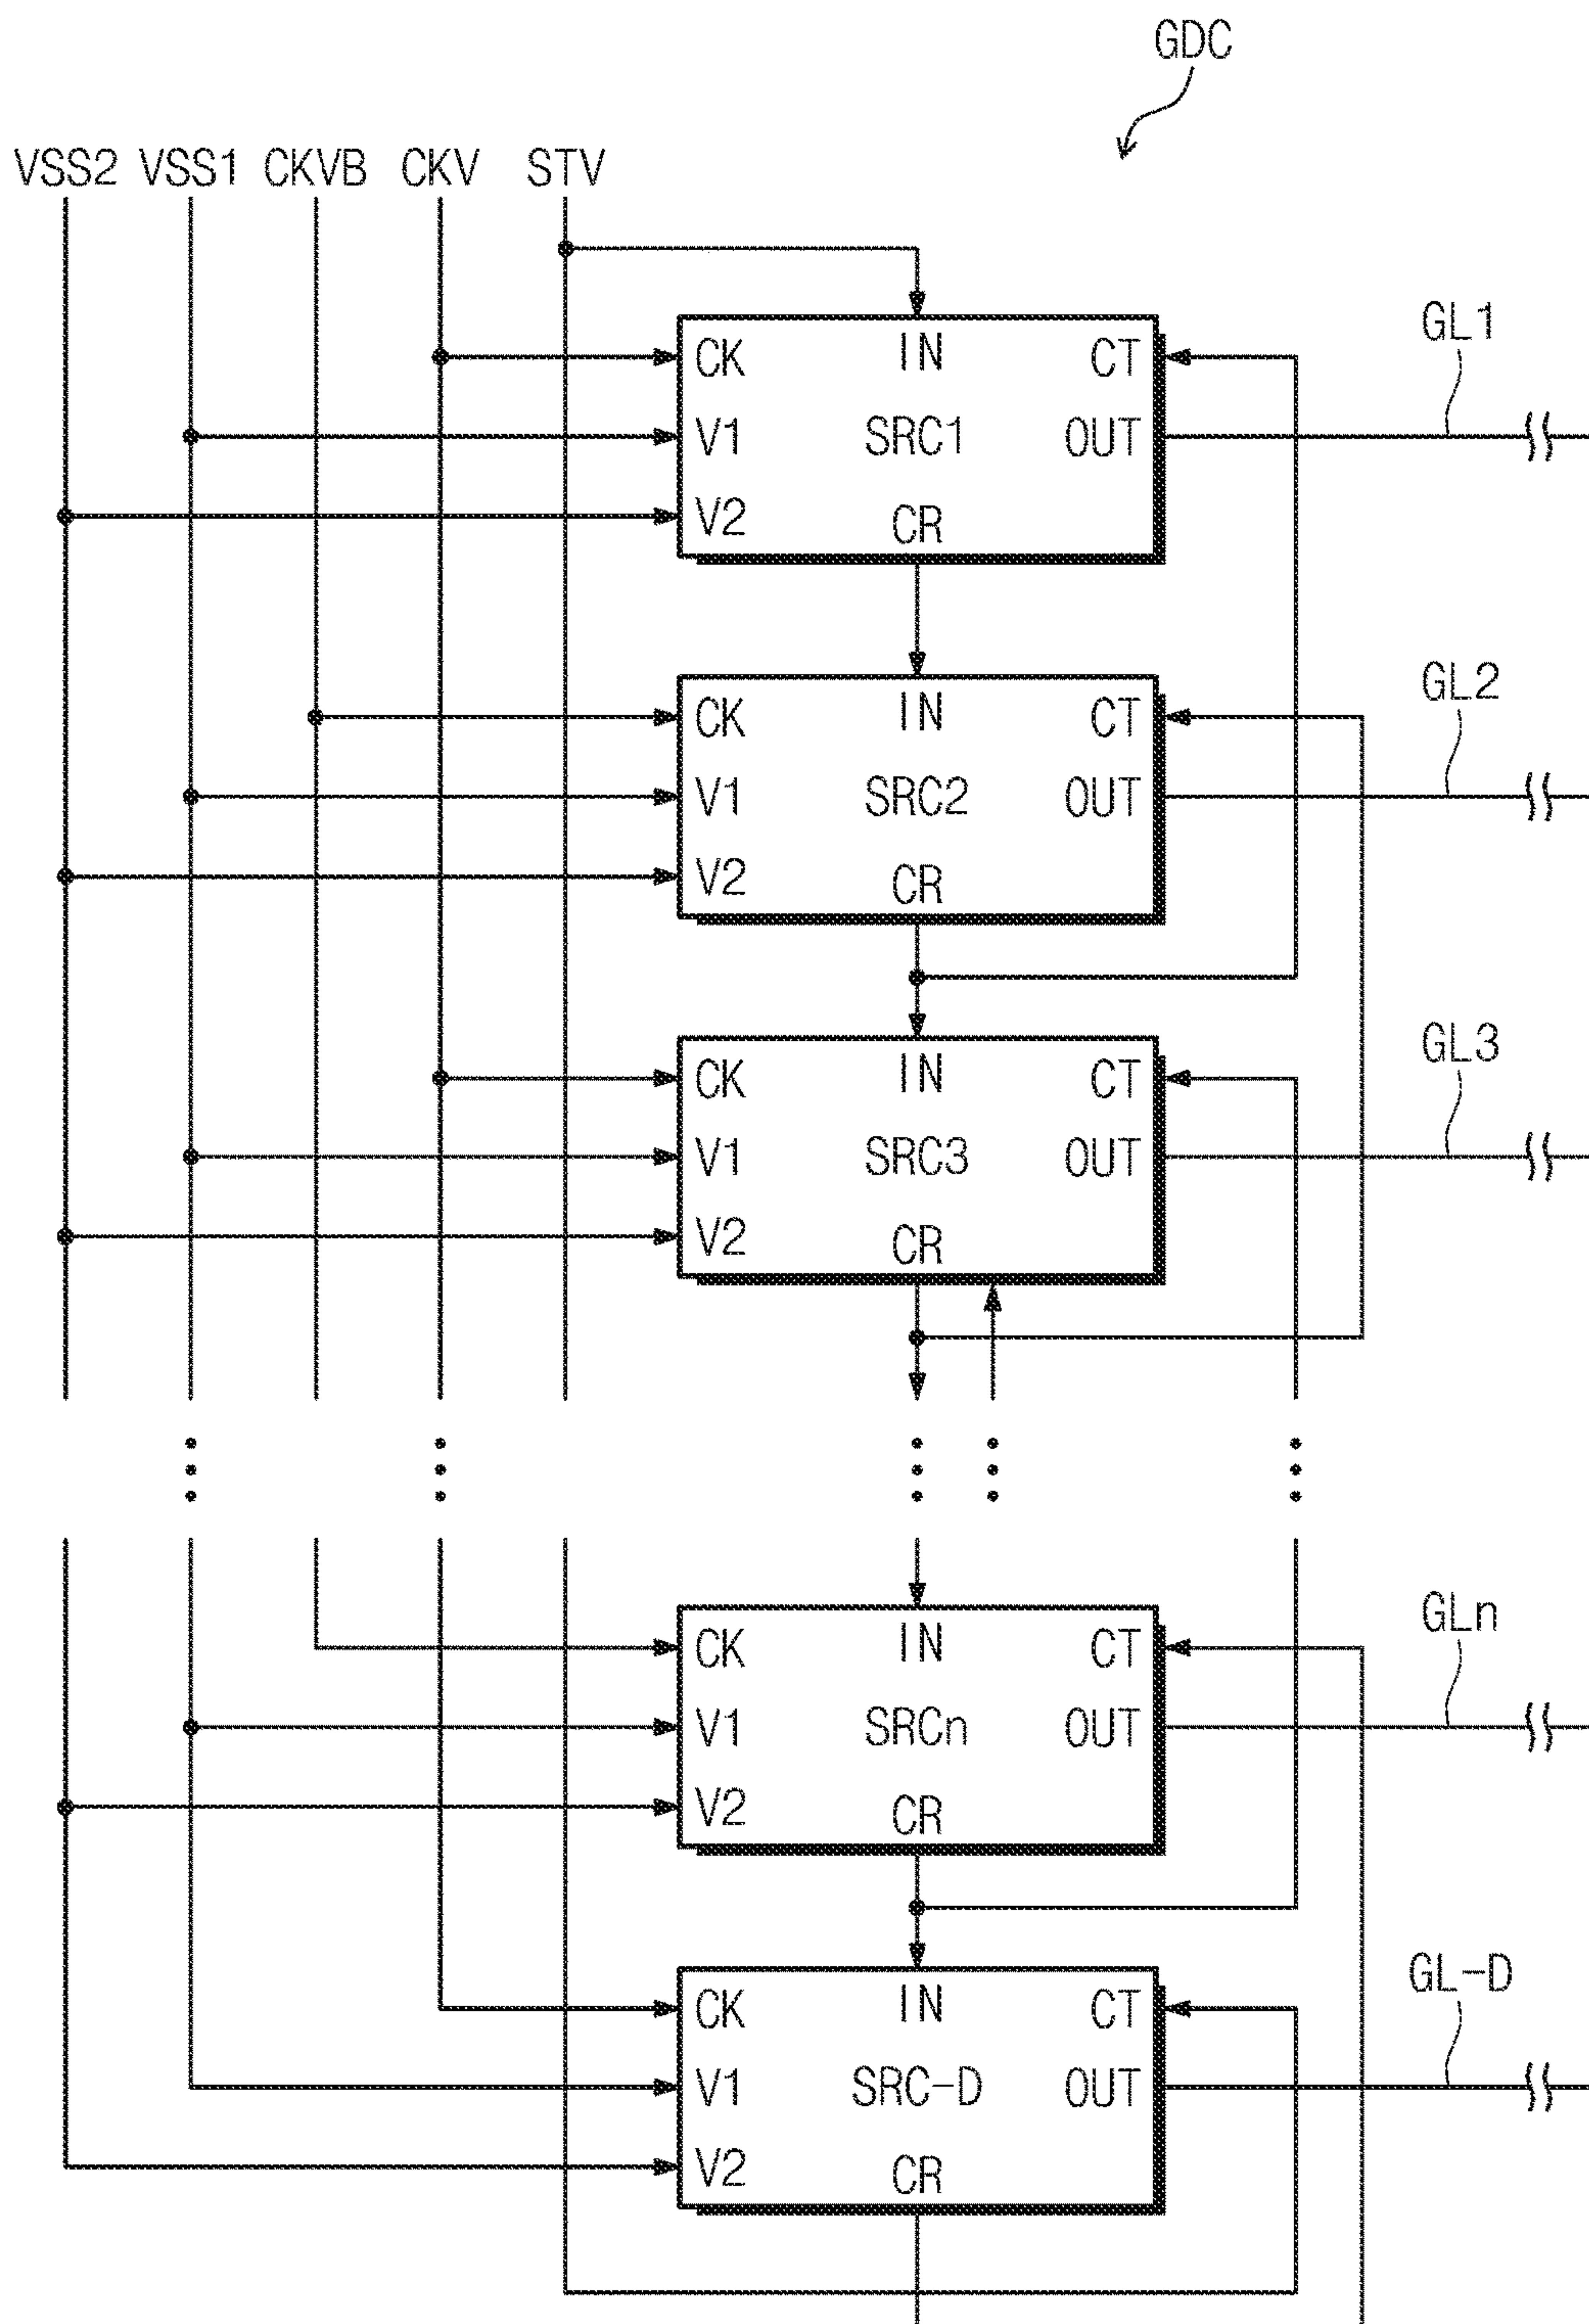 GDC
VSS2 VSS1 CKVB CKV STV
GL1
CK IN CT
V1 SRC1 OUT
V2 CR
GL2
CK IN CT
V1 SRC2 OUT
V2 CR
GL3
CK IN CT
V1 SRC3 OUT
V2 CR
GLn
CK IN CT
V1 SRCn OUT
V2 CR
GL-D
CK IN CT
V1 SRC-D OUT
V2 CR